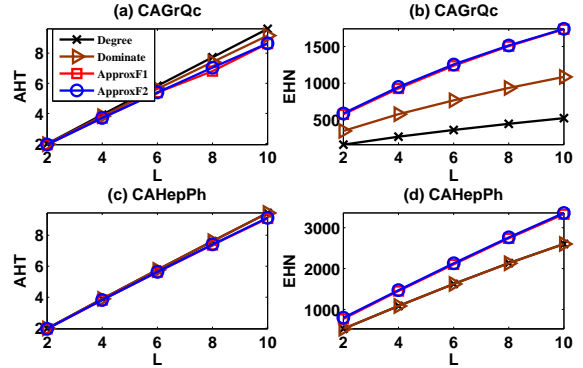 (a) CAGrQc
AHT
8
6
4
2
Degree
Dominate
ApproxF1
ApproxF2
2 4 6 8 10
L
(b) CAGrQc
EHN
1500
1000
500
2 4 6 8 10
L
(c) CAHepPh
AHT
8
6
4
2
2 4 6 8 10
L
(d) CAHepPh
EHN
3000
2000
1000
2 4 6 8 10
L